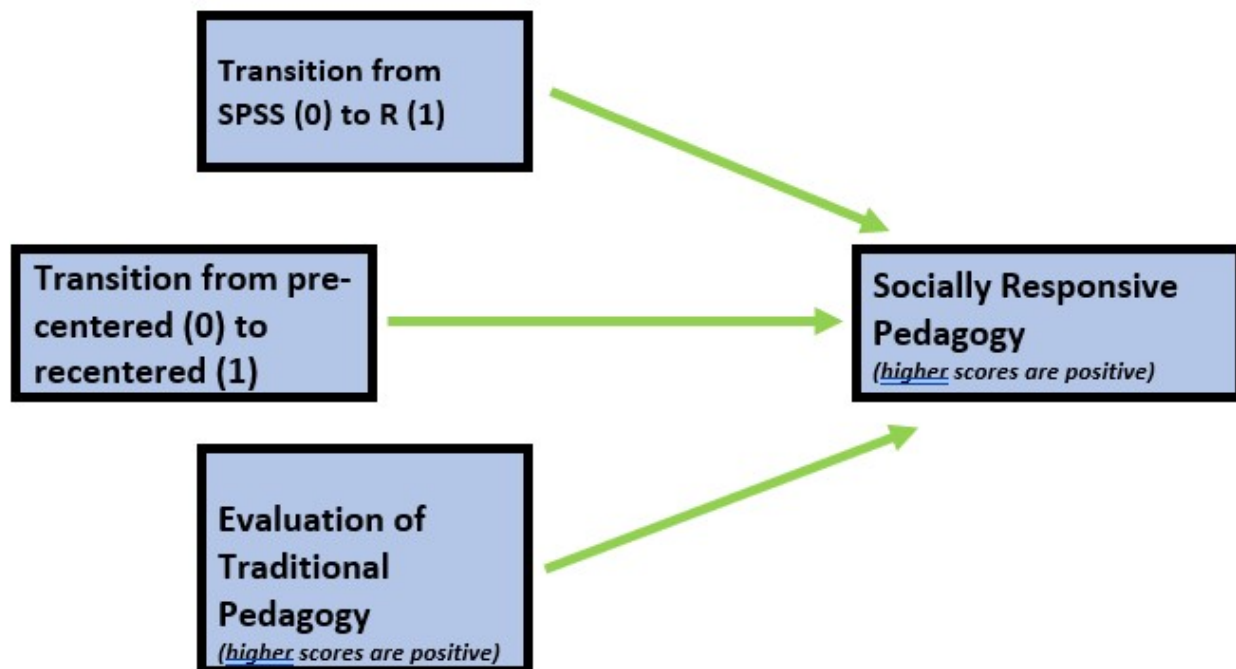 Transition from
SPSS (0) to R (1)
Transition from pre-
centered (0) to
recentered (1)
Socially Responsive
Pedagogy
(higher scores are positive)
Evaluation of
Traditional
Pedagogy
(higher scores are positive)